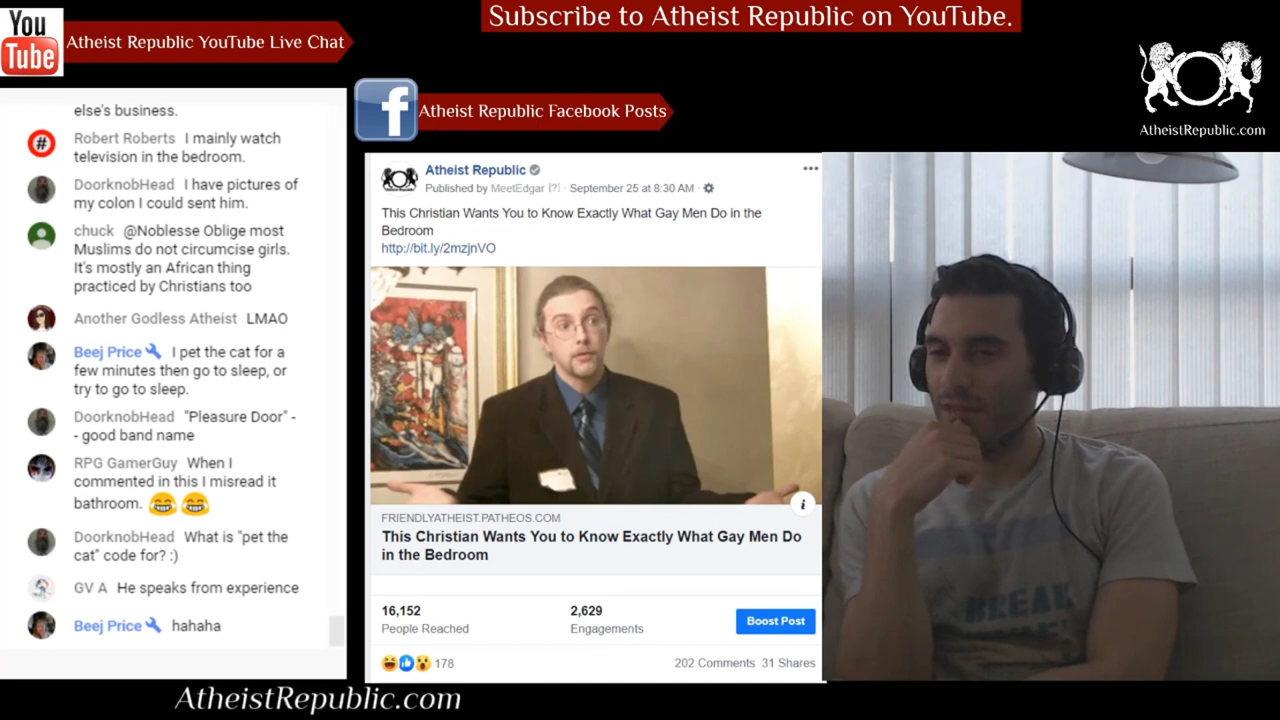 Subscribe to Atheist Republic on YouTube.
You
Tube
Atheist Republic YouTube Live Chat
AtheistRepublic.com
f
Atheist Republic Facebook Posts
else's business.
#
Robert Roberts I mainly watch
television in the bedroom.
DoorknobHead I have pictures of
my colon I could sent him.
chuck @Noblesse Oblige most
Muslims do not circumcise girls.
It's mostly an African thing
practiced by Christians too
Another Godless Atheist LMAO
Beej Price I pet the cat for a
few minutes then go to sleep, or
try to go to sleep.
DoorknobHead "Pleasure Door" -
- good band name
RPG GamerGuy When I
commented in this I misread it
bathroom. 😂 😂
DoorknobHead What is "pet the
cat" code for? :)
GV A He speaks from experience
Beej Price hahaha
Atheist Republic
Published by MeetEdgar [?] · September 25 at 8:30 AM ·
This Christian Wants You to Know Exactly What Gay Men Do in the
Bedroom
http://bit.ly/2mzjnVO
i
FRIENDLYATHEIST.PATHEOS.COM
This Christian Wants You to Know Exactly What Gay Men Do
in the Bedroom
16,152
People Reached
2,629
Engagements
Boost Post
178
202 Comments 31 Shares
BREAK
AtheistRepublic.com